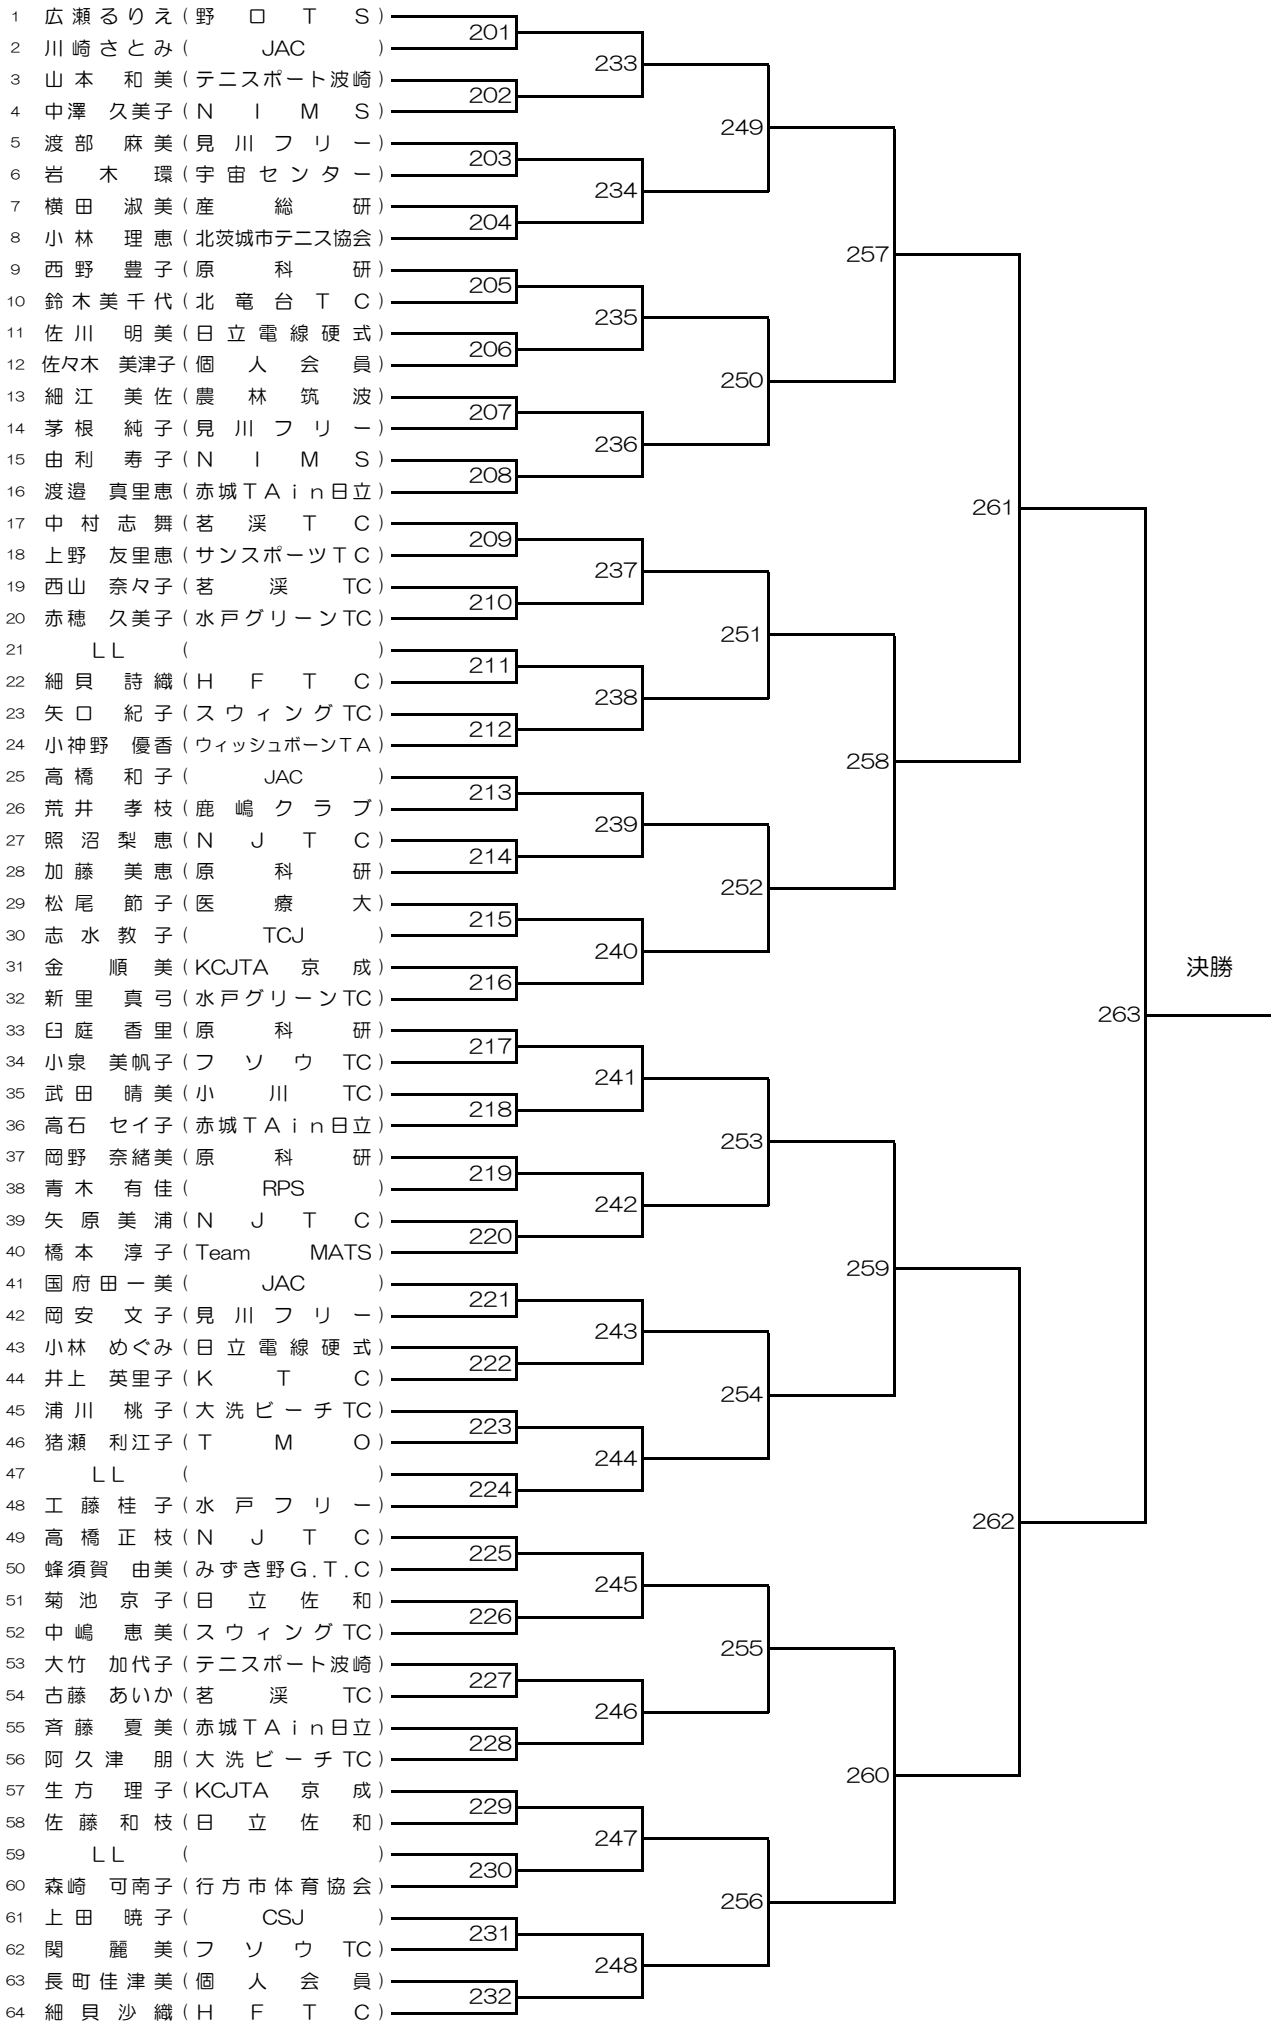 1 広瀬るりえ(野口TS)
2 川崎さとみ(JAC)
3 山本 和美(テニスポート波崎)
4 中澤 久美子(NIMS)
5 渡部 麻美(見川フリー)
6 岩木 環(宇宙センター)
7 横田 淑美(産総研)
8 小林 理恵(北茨城市テニス協会)
9 西野 豊子(原科研)
10 鈴木美千代(北竜台TC)
11 佐川 明美(日立電線硬式)
12 佐々木 美津子(個人会員)
13 細江 美佐(農林筑波)
14 茅根 純子(見川フリー)
15 由利 寿子(NIMS)
16 渡邉 真里恵(赤城TAin日立)
17 中村志舞(茗渓TC)
18 上野 友里恵(サンスポーツTC)
19 西山 奈々子(茗渓TC)
20 赤穂 久美子(水戸グリーンTC)
21 LL ( )
22 細貝 詩織(HFTC)
23 矢口 紀子(スウィングTC)
24 小神野 優香(ウィッシュボーンTA)
25 高橋 和子(JAC)
26 荒井 孝枝(鹿嶋クラブ)
27 照沼梨恵(NJTC)
28 加藤 美恵(原科研)
29 松尾 節子(医療大)
30 志水教子(TCJ)
31 金 順美(KCJTA 京成)
32 新里 真弓(水戸グリーンTC)
33 臼庭 香里(原科研)
34 小泉 美帆子(フソウTC)
35 武田 晴美(小川TC)
36 高石 セイ子(赤城TAin日立)
37 岡野 奈緒美(原科研)
38 青木 有佳(RPS)
39 矢原美浦(NJTC)
40 橋本 淳子(Team MATS)
41 国府田一美(JAC)
42 岡安 文子(見川フリー)
43 小林 めぐみ(日立電線硬式)
44 井上 英里子(KTC)
45 浦川 桃子(大洗ビーチTC)
46 猪瀬 利江子(TMO)
47 LL ( )
48 工藤桂子(水戸フリー)
49 高橋正枝(NJTC)
50 蜂須賀 由美(みずき野G.T.C)
51 菊池 京子(日立佐和)
52 中嶋 恵美(スウィングTC)
53 大竹 加代子(テニスポート波崎)
54 古藤 あいか(茗渓TC)
55 斉藤 夏美(赤城TAin日立)
56 阿久津 朋(大洗ビーチTC)
57 生方 理子(KCJTA 京成)
58 佐藤和枝(日立佐和)
59 LL ( )
60 森崎 可南子(行方市体育協会)
61 上田 暁子(CSJ)
62 関 麗美(フソウTC)
63 長町佳津美(個人会員)
64 細貝沙織(HFTC)
201
202
203
204
205
206
207
208
209
210
211
212
213
214
215
216
217
218
219
220
221
222
223
224
225
226
227
228
229
230
231
232
233
234
235
236
237
238
239
240
241
242
243
244
245
246
247
248
249
250
251
252
253
254
255
256
257
258
259
260
261
262
263
決勝